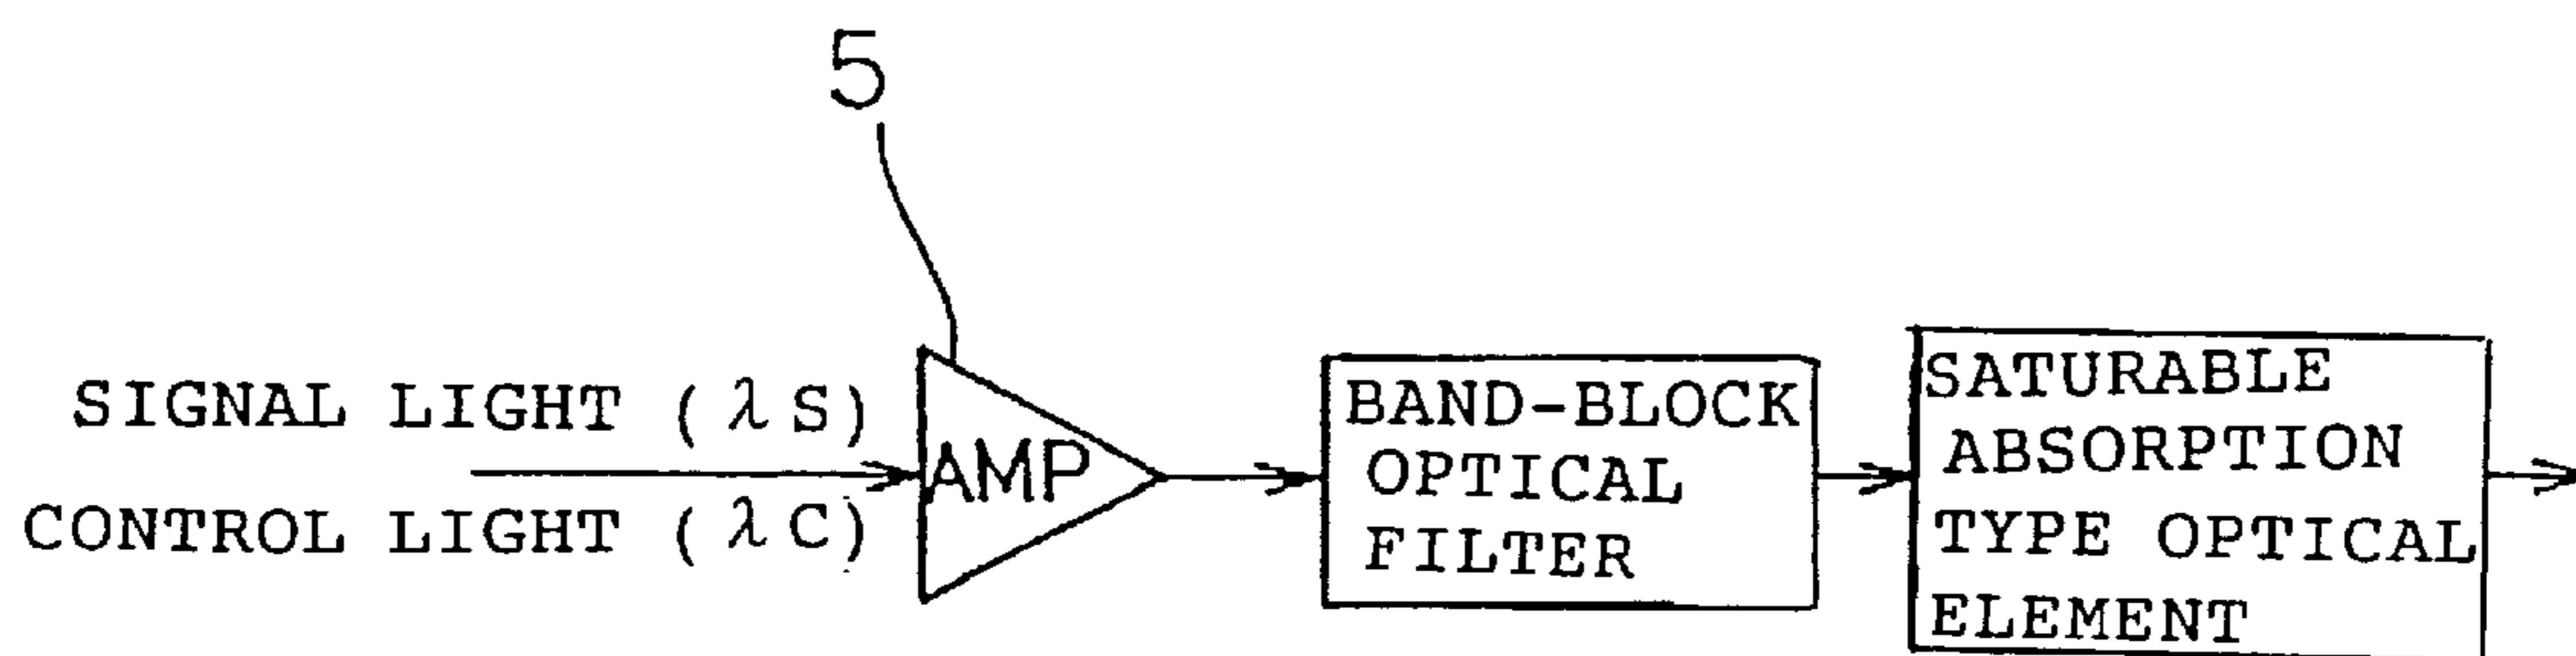 5
SIGNAL LIGHT (λS)
CONTROL LIGHT (λC)
AMP
BAND-BLOCK
OPTICAL
FILTER
SATURABLE
ABSORPTION
TYPE OPTICAL
ELEMENT